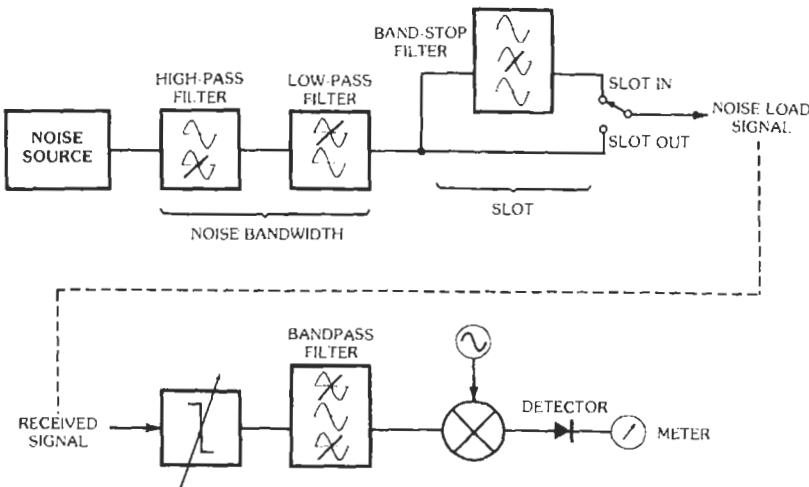 BAND-STOP
FILTER
HIGH-PASS
FILTER
LOW-PASS
FILTER
SLOT IN
NOISE
SOURCE
NOISE LOAD
SIGNAL
SLOT OUT
NOISE BANDWIDTH
SLOT
BANDPASS
FILTER
RECEIVED
SIGNAL
DETECTOR
METER